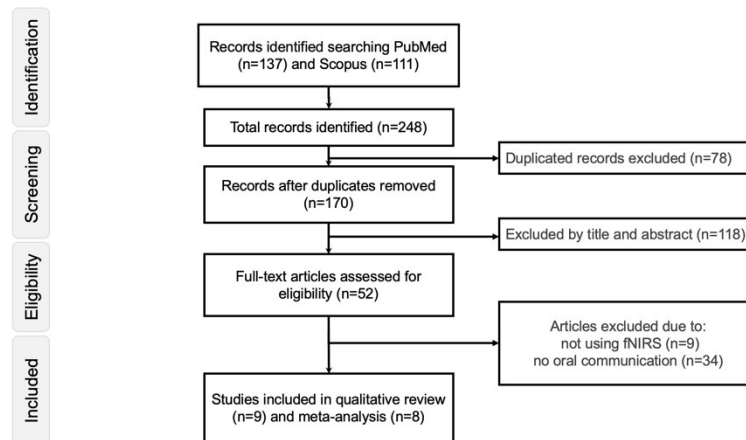 Identification
Records identified searching PubMed
(n=137) and Scopus (n=111)
Total records identified (n=248)
Screening
Duplicated records excluded (n=78)
Records after duplicates removed
(n=170)
Excluded by title and abstract (n=118)
Eligibility
Full-text articles assessed for
eligibility (n=52)
Articles excluded due to:
not using fNIRS (n=9)
no oral communication (n=34)
Included
Studies included in qualitative review
(n=9) and meta-analysis (n=8)